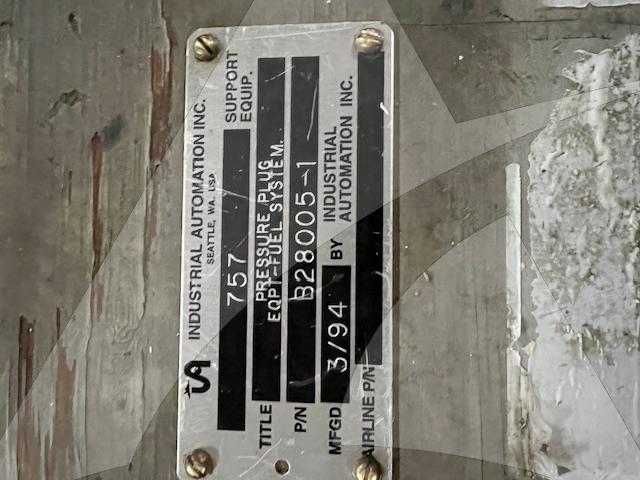 INDUSTRIAL AUTOMATION INC.
SEATTLE, WA. USA
757 SUPPORT EQUIP.
TITLE PRESSURE PLUG
EQPT-FUEL SYSTEM.
P/N B28005-1
MFGD 3/94 BY INDUSTRIAL AUTOMATION INC.
AIRLINE P/N